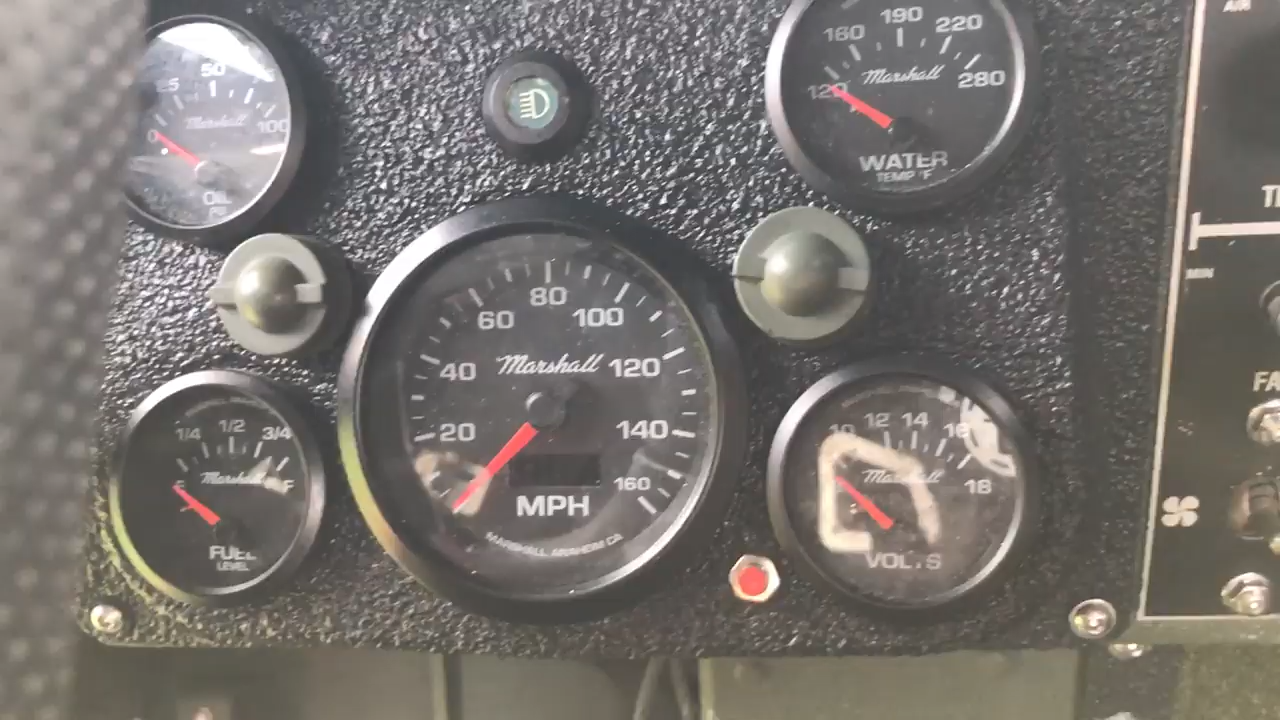 50
25
Marshall
0
100
OIL
PSI
190
160
220
Marshall
120
280
WATER
TEMP °F
AIR
MIN
80
60
100
Marshall
40
120
20
140
160
MPH
MARSHALL ANAHEIM CA
1/2
1/4
3/4
Marshall
F
FUEL
LEVEL
12
14
10
16
Marshall
18
VOLTS